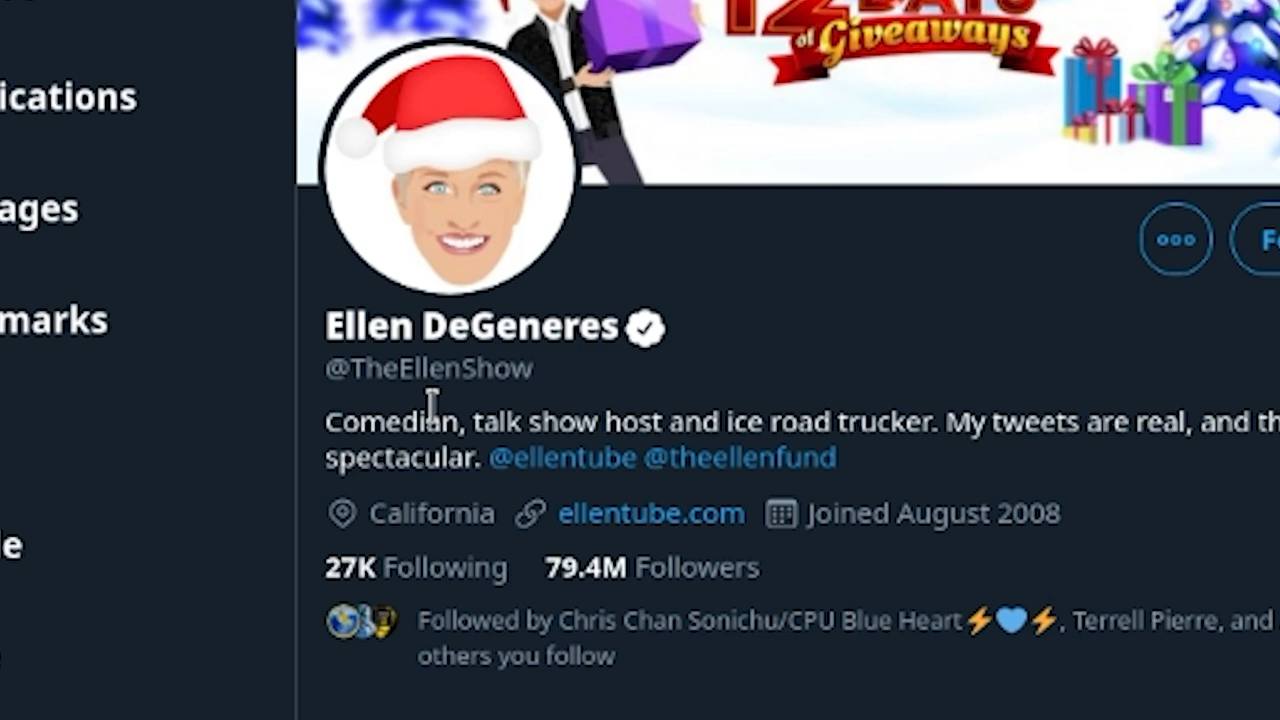 12 DAYS
of Giveaways
ications
ages
marks
le
Ellen DeGeneres
@TheEllenShow
Comedian, talk show host and ice road trucker. My tweets are real, and th
spectacular. @ellentube @theellenfund
California ellentube.com Joined August 2008
27K Following 79.4M Followers
Followed by Chris Chan Sonichu/CPU Blue Heart⚡💙⚡, Terrell Pierre, and
others you follow